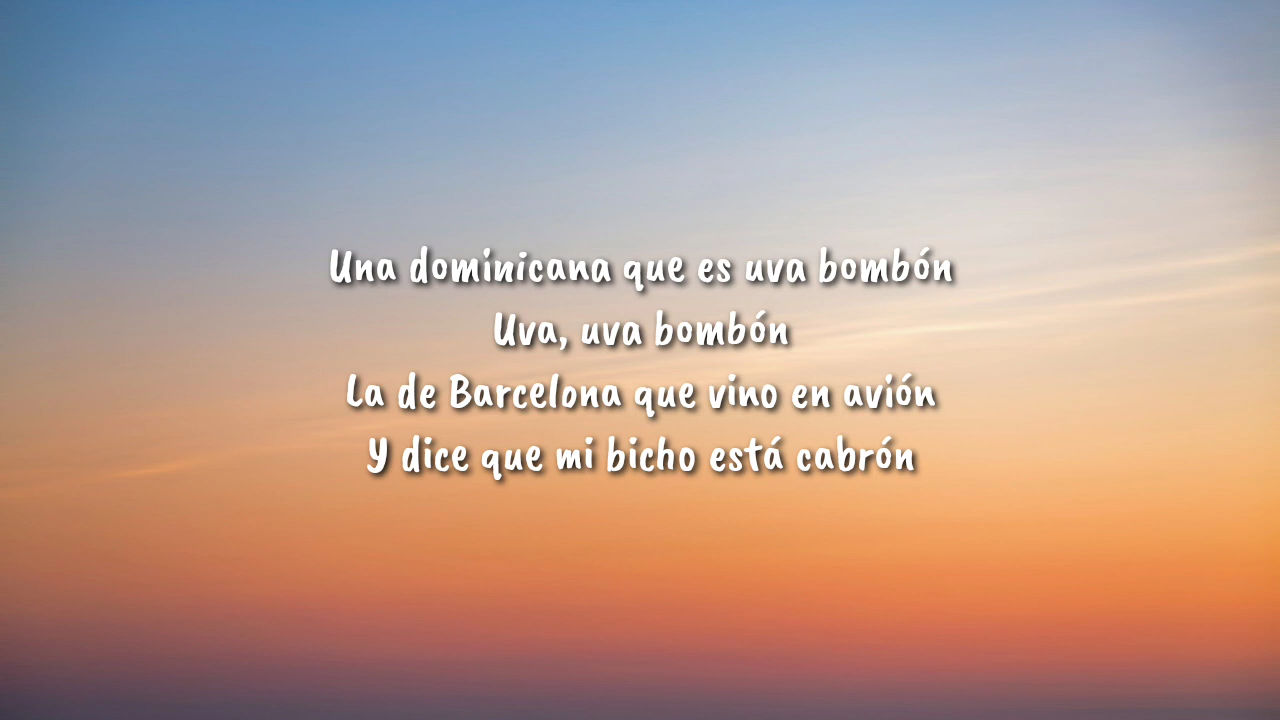 Una dominicana que es uva bombón
Uva, uva bombón
La de Barcelona que vino en avión
Y dice que mi bicho está cabrón